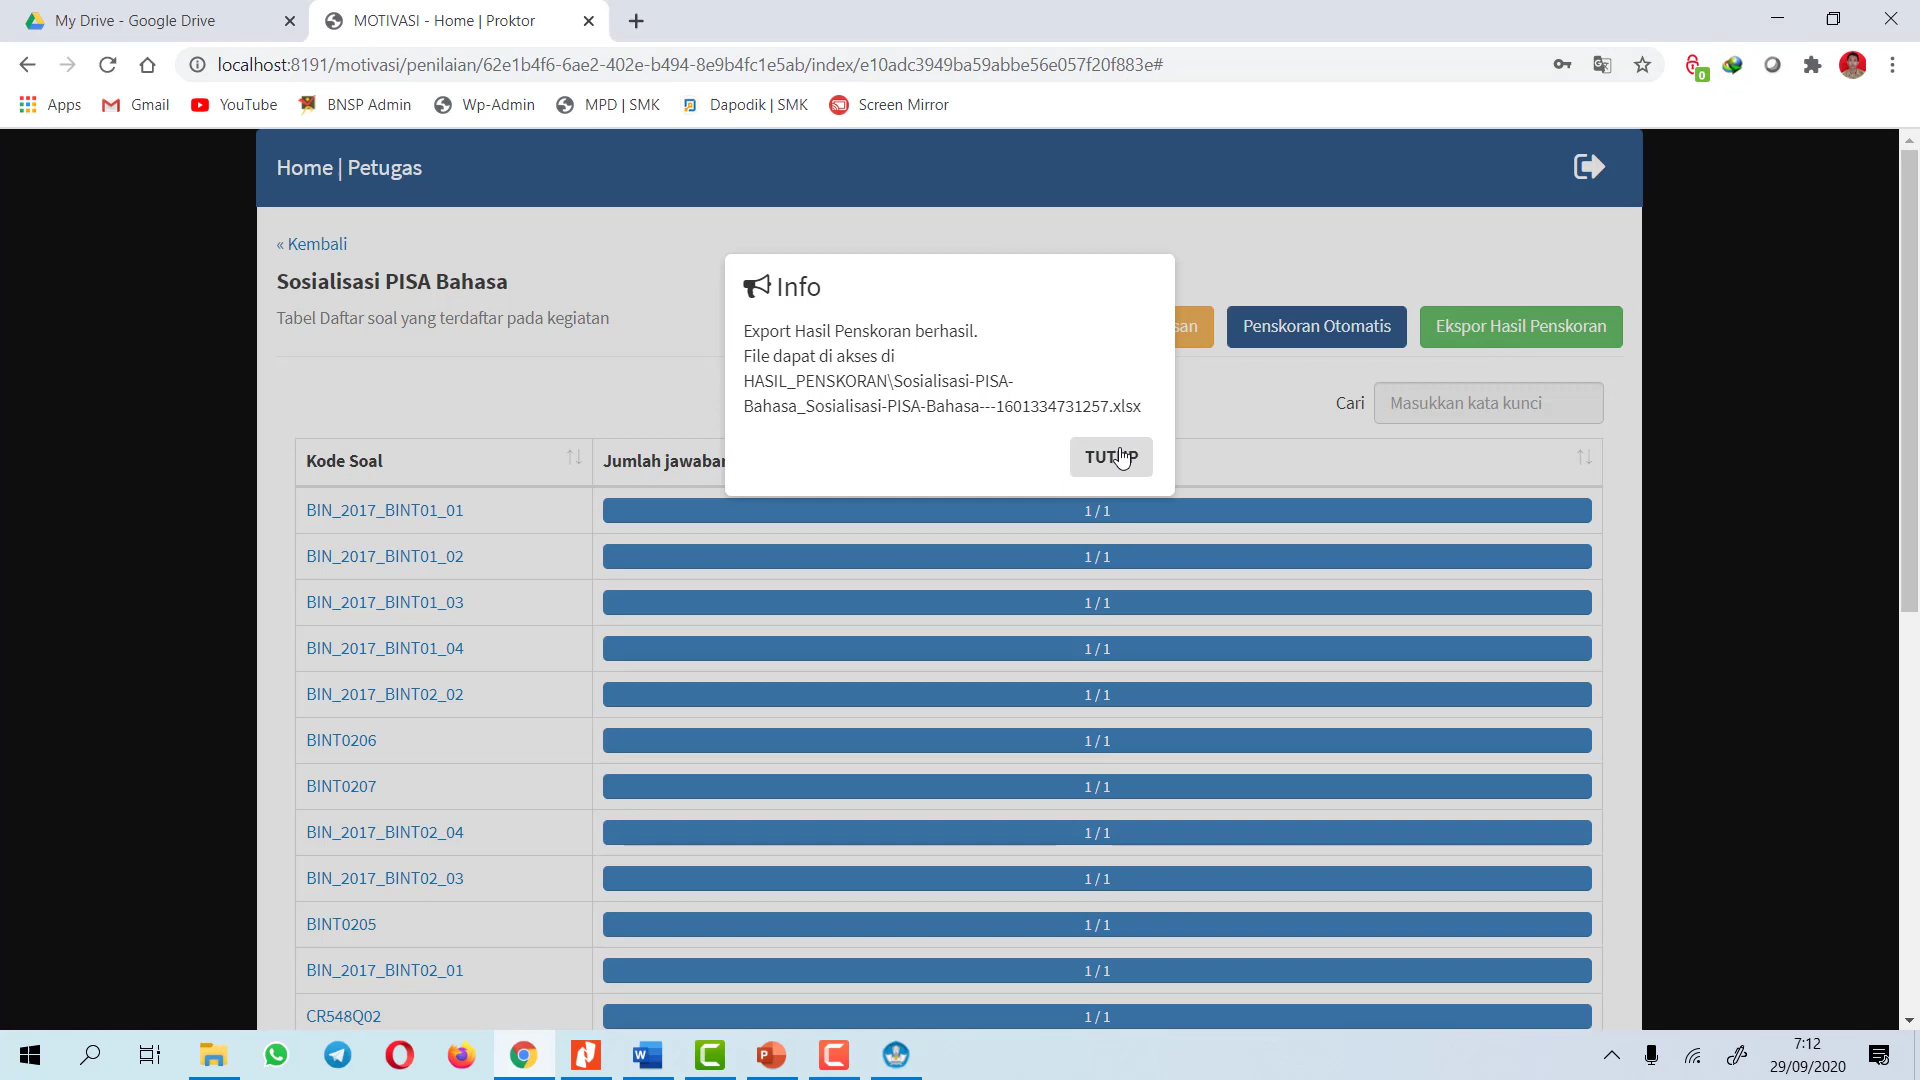 My Drive - Google Drive
MOTIVASI - Home | Proktor
localhost:8191/motivasi/penilaian/62e1b4f6-6ae2-402e-b494-8e9b4fc1e5ab/index/e10adc3949ba59abbe56e057f20f883e#
0
Apps
Gmail
YouTube
BNSP Admin
Wp-Admin
MPD | SMK
Dapodik | SMK
Screen Mirror
Home | Petugas
« Kembali
Sosialisasi PISA Bahasa
Tabel Daftar soal yang terdaftar pada kegiatan
Penskoran Otomatis
Ekspor Hasil Penskoran
Info
Export Hasil Penskoran berhasil.
File dapat di akses di
HASIL_PENSKORAN\Sosialisasi-PISA-
Bahasa_Sosialisasi-PISA-Bahasa---1601334731257.xlsx
TUTUP
Cari
Masukkan kata kunci
Kode Soal
Jumlah jawaban
BIN_2017_BINT01_01
1 / 1
BIN_2017_BINT01_02
1 / 1
BIN_2017_BINT01_03
1 / 1
BIN_2017_BINT01_04
1 / 1
BIN_2017_BINT02_02
1 / 1
BINT0206
1 / 1
BINT0207
1 / 1
BIN_2017_BINT02_04
1 / 1
BIN_2017_BINT02_03
1 / 1
BINT0205
1 / 1
BIN_2017_BINT02_01
1 / 1
CR548Q02
1 / 1
7:12
29/09/2020